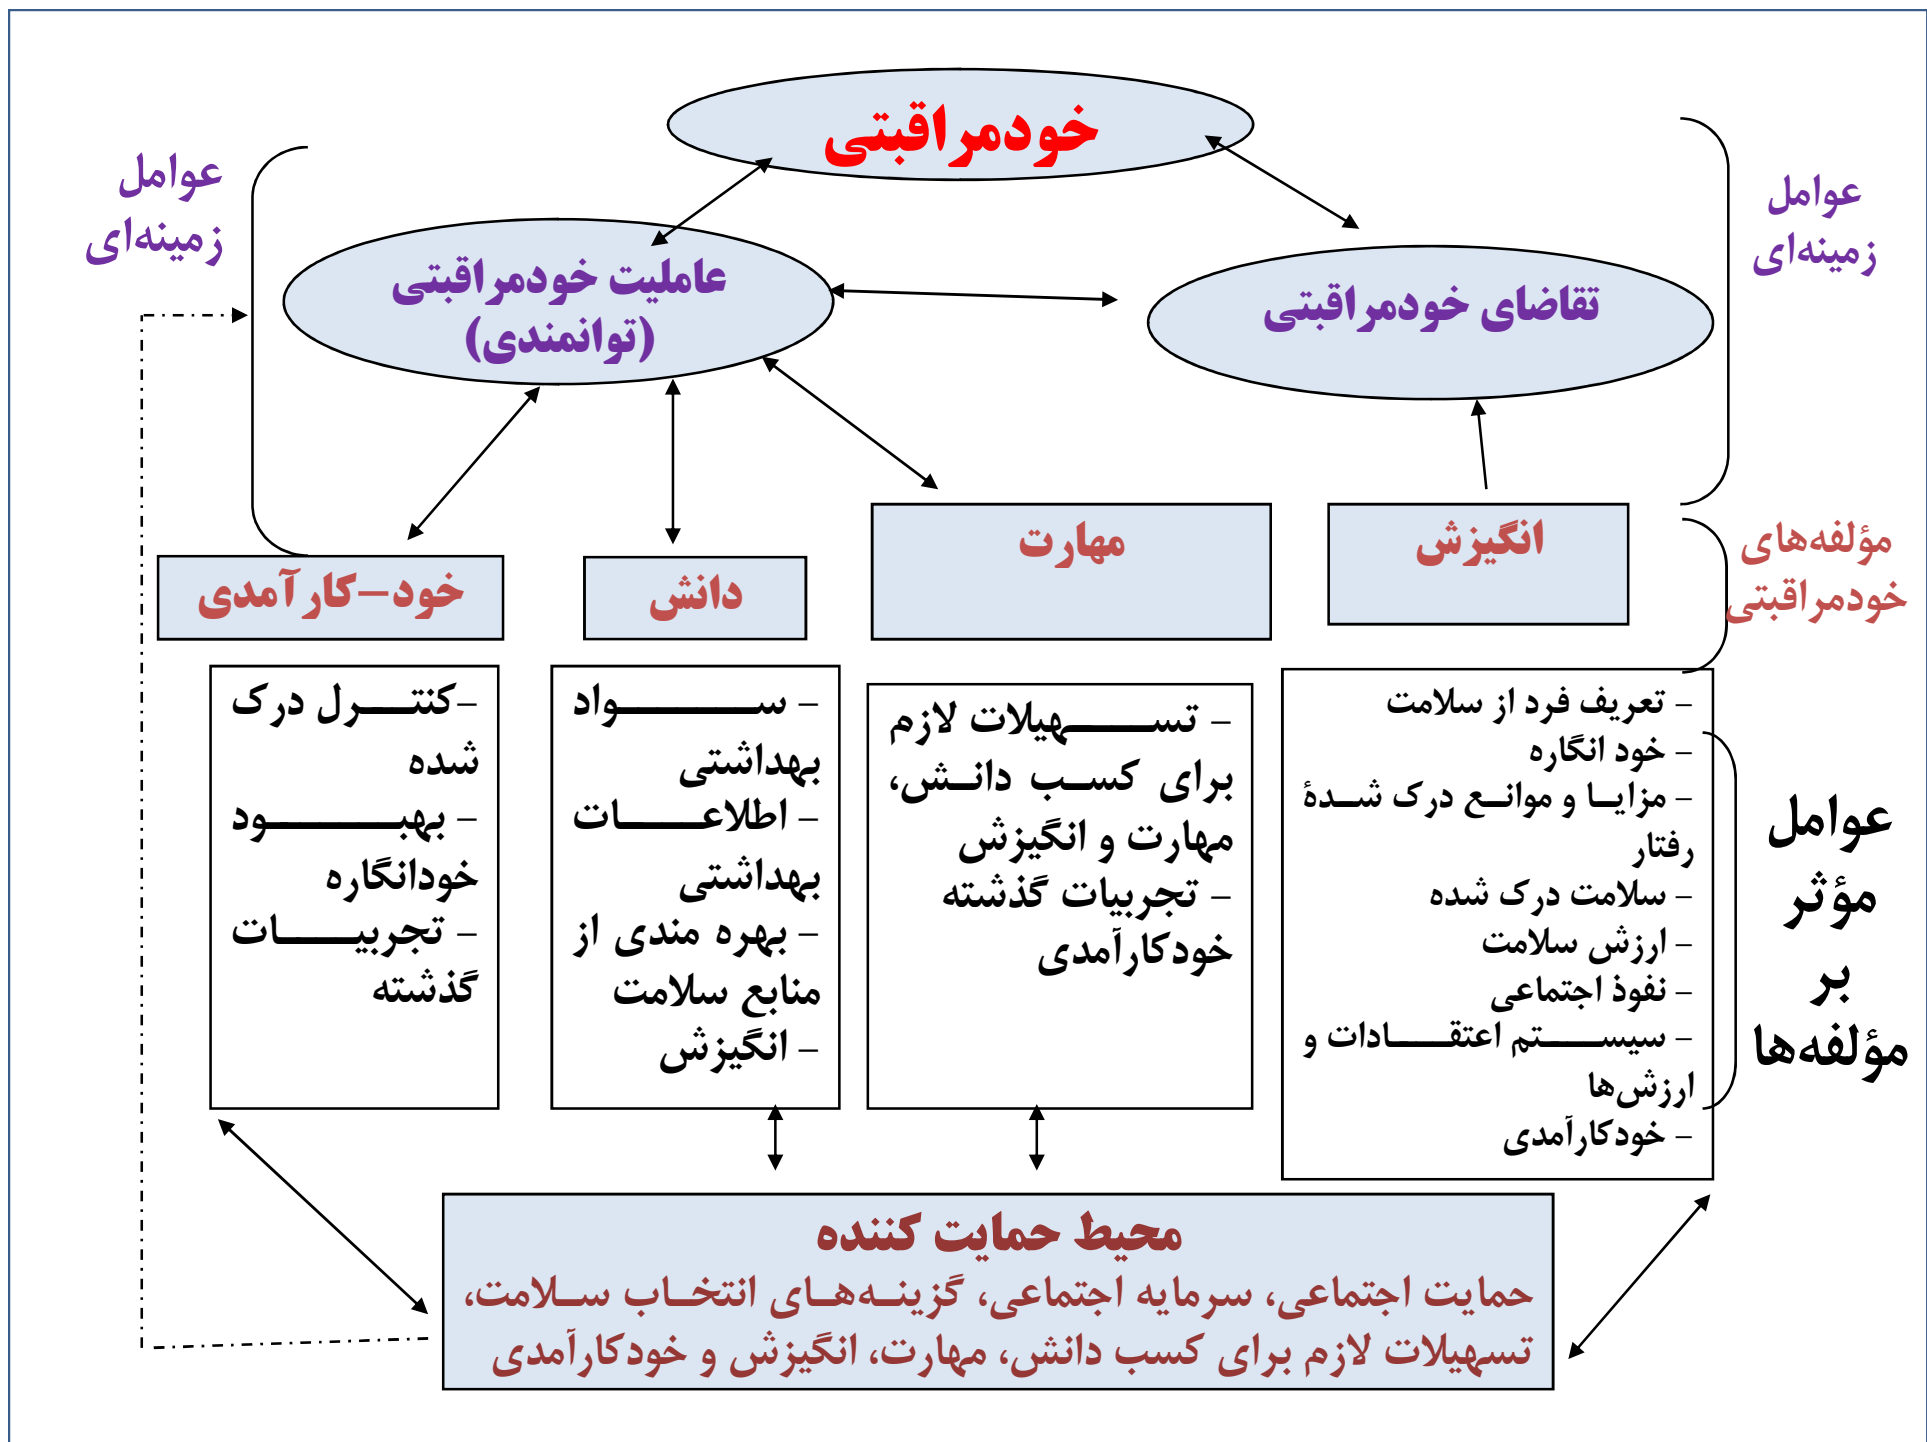 خودمراقبتی
عوامل
زمینه‌ای
عوامل
زمینه‌ای
تقاضای خودمراقبتی
عاملیت خودمراقبتی
(توانمندی)
مؤلفه‌های
خودمراقبتی
انگیزش
مهارت
دانش
خود-کارآمدی
- تعریف فرد از سلامت
- خود انگاره
- مزایا و موانع درک شدهٔ
رفتار
- سلامت درک شده
- ارزش سلامت
- نفوذ اجتماعی
- سیستم اعتقادات و
ارزش‌ها
- خودکارآمدی
- تسهیلات لازم
برای کسب دانش،
مهارت و انگیزش
- تجربیات گذشته
خودکارآمدی
- سواد
بهداشتی
- اطلاعات
بهداشتی
- بهره مندی از
منابع سلامت
- انگیزش
-کنترل درک
شده
- بهبود
خودانگاره
- تجربیات
گذشته
عوامل
مؤثر
بر
مؤلفه‌ها
محیط حمایت کننده
حمایت اجتماعی، سرمایه اجتماعی، گزینه‌های انتخاب سلامت،
تسهیلات لازم برای کسب دانش، مهارت، انگیزش و خودکارآمدی